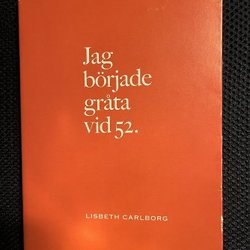 Jag
började
gråta
vid 52.
LISBETH CARLBORG